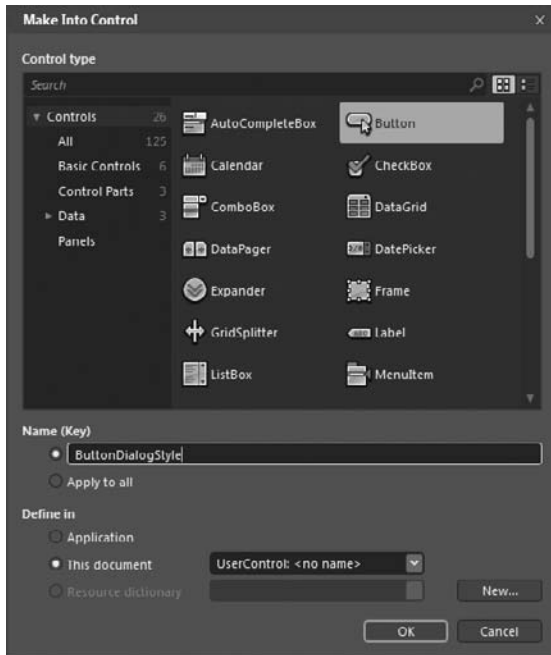 Make Into Control
Control type
Search
Controls 26
All 125
Basic Controls 6
Control Parts 3
Data 3
Panels
AutoCompleteBox Button
Calendar CheckBox
ComboBox DataGrid
DataPager DatePicker
Expander Frame
GridSplitter Label
ListBox MenuItem
Name (Key)
ButtonDialogStyle
Apply to all
Define in
Application
This document UserControl: <no name>
Resource dictionary New...
OK Cancel